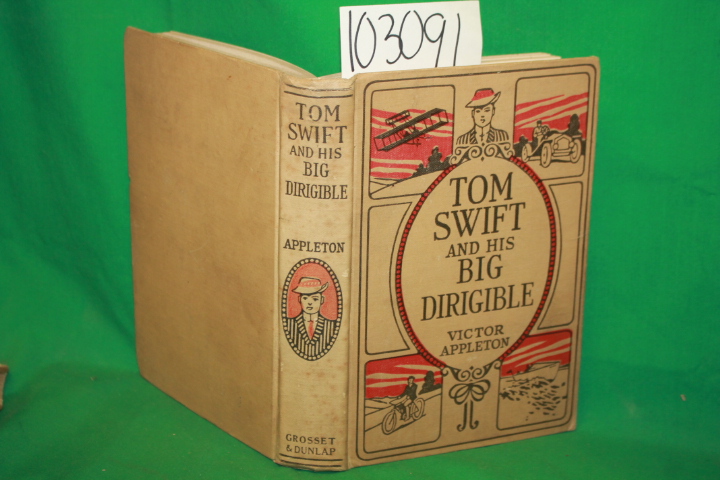 103091
TOM
SWIFT
AND HIS
BIG
DIRIGIBLE
APPLETON
GROSSET
& DUNLAP
TOM
SWIFT
AND HIS
BIG
DIRIGIBLE
VICTOR
APPLETON